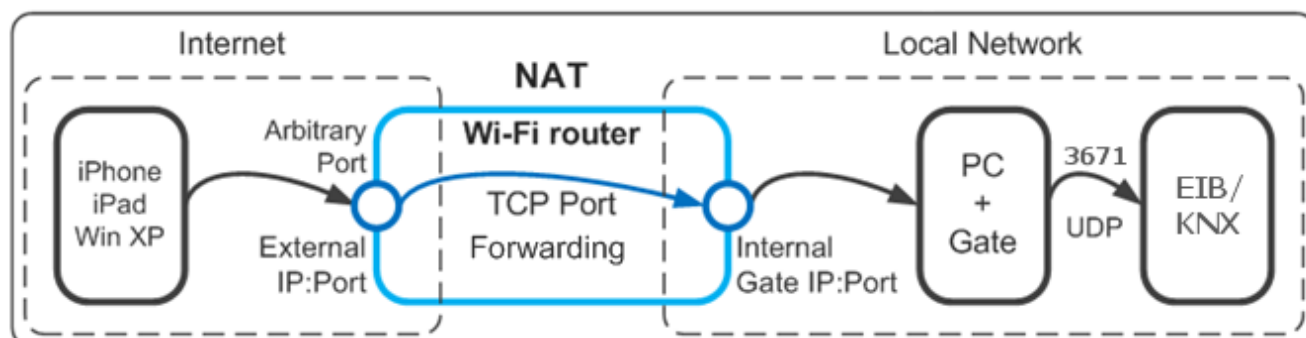 Internet
Local Network
NAT
Wi-Fi router
Arbitrary
Port
iPhone
iPad
Win XP
TCP Port
Forwarding
External
IP:Port
Internal
Gate IP:Port
PC
+
Gate
3671
UDP
EIB/
KNX